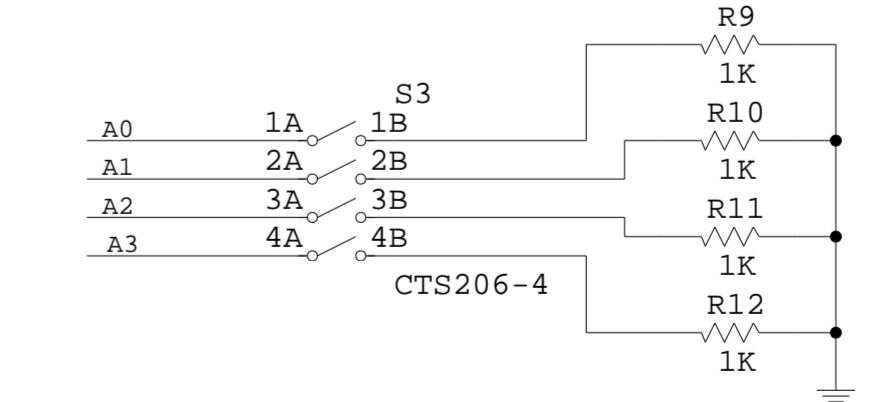 R9
1K
S3
A0 1A 1B
R10
1K
A1 2A 2B
A2 3A 3B
R11
1K
A3 4A 4B
CTS206-4
R12
1K